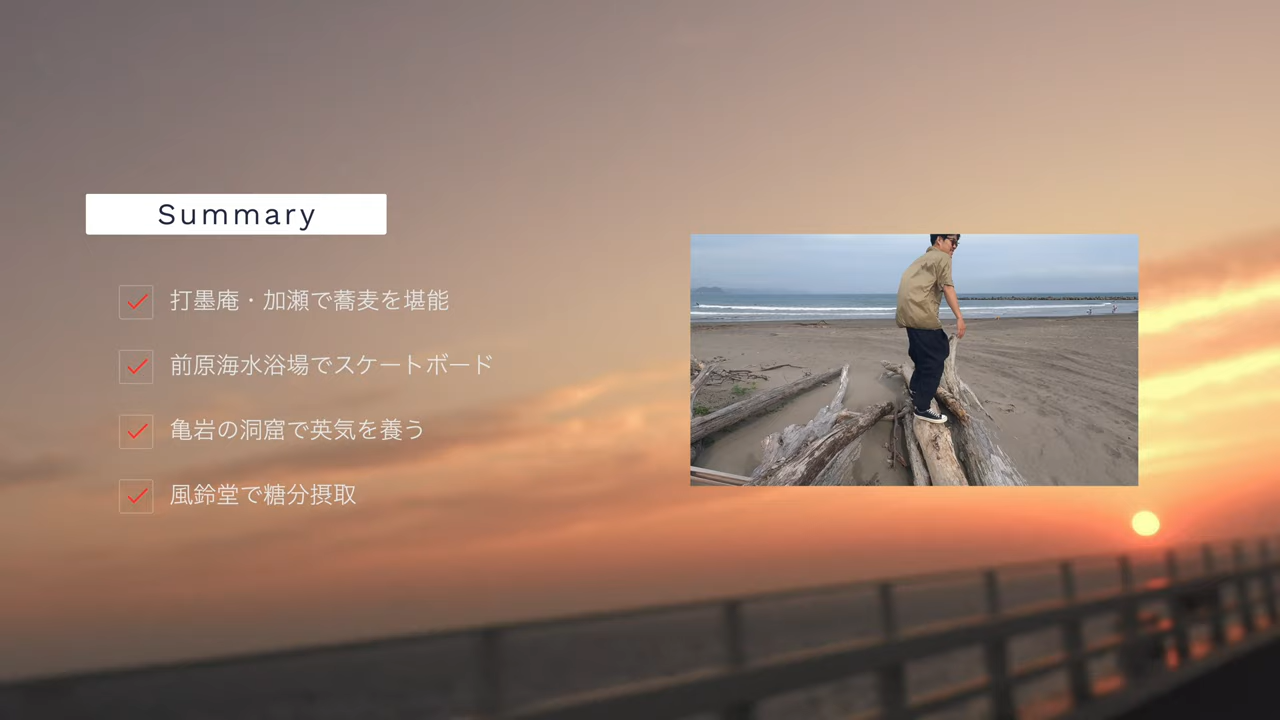 Summary
打墨庵・加瀬で蕎麦を堪能
前原海水浴場でスケートボード
亀岩の洞窟で英気を養う
風鈴堂で糖分摂取